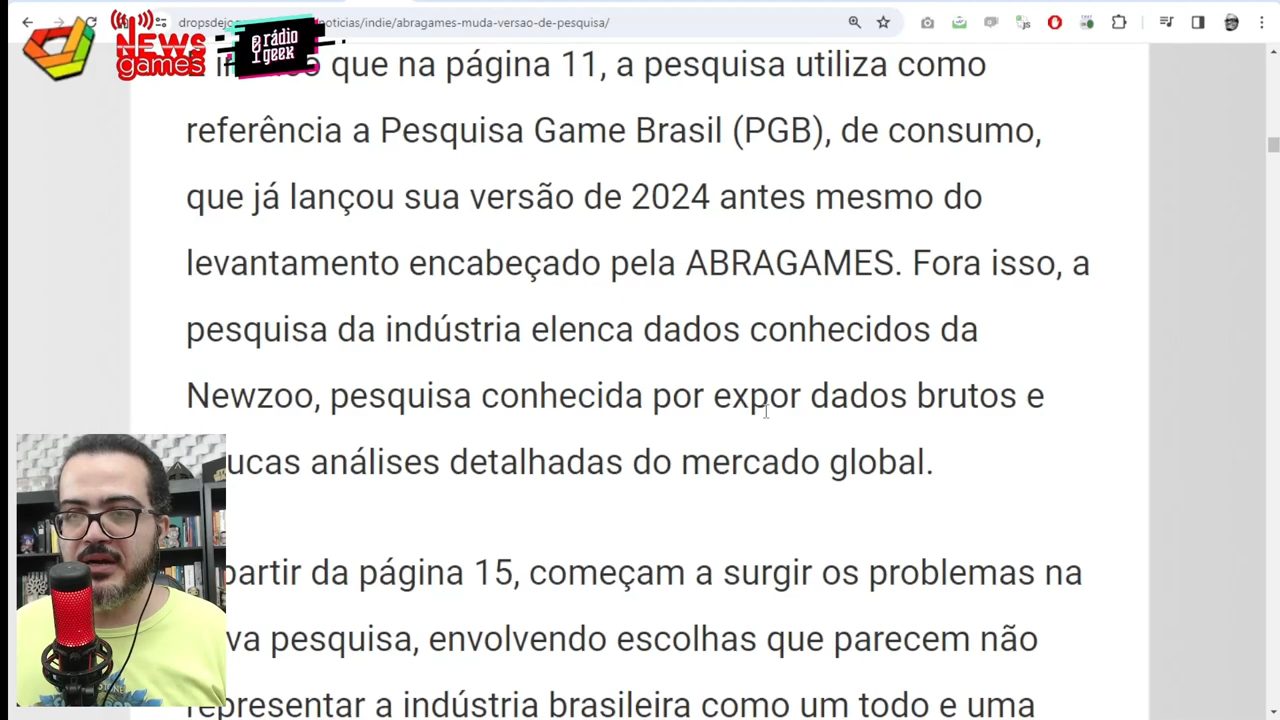 dropsdejo
noticias/indie/abragames-muda-versao-de-pesquisa/
NEWS
games
rádio
geek
que na página 11, a pesquisa utiliza como
referência a Pesquisa Game Brasil (PGB), de consumo,
que já lançou sua versão de 2024 antes mesmo do
levantamento encabeçado pela ABRAGAMES. Fora isso, a
pesquisa da indústria elenca dados conhecidos da
Newzoo, pesquisa conhecida por expor dados brutos e
ucas análises detalhadas do mercado global.
partir da página 15, começam a surgir os problemas na
va pesquisa, envolvendo escolhas que parecem não
representar a indústria brasileira como um todo e uma